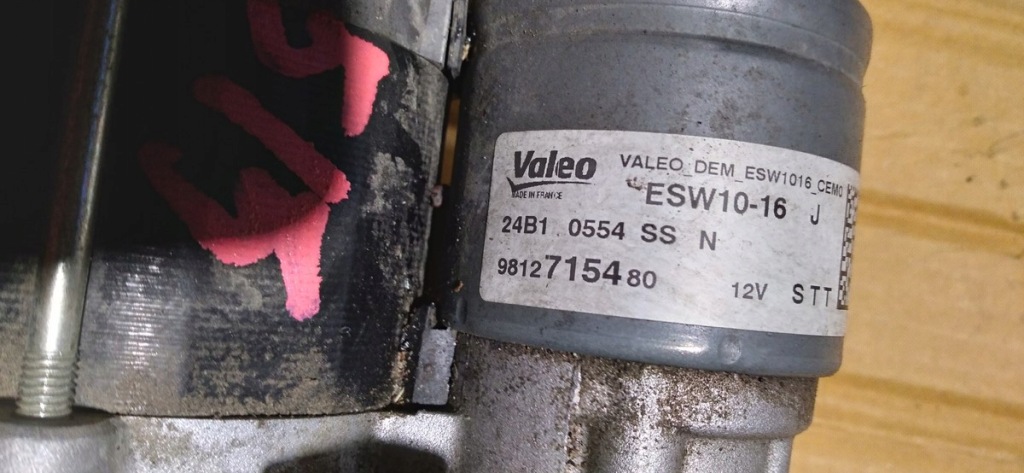 Valeo
MADE IN FRANCE
VALEO_DEM_ESW1016_CEMO
ESW10-16 J
24B1 0554 SS N
9812715480
12V STT